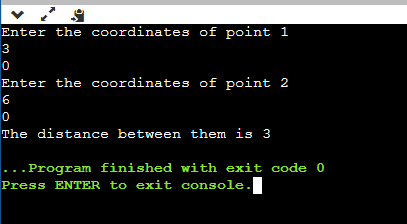 Enter the coordinates of point 1
3
0
Enter the coordinates of point 2
6
0
The distance between them is 3
...Program finished with exit code 0
Press ENTER to exit console.